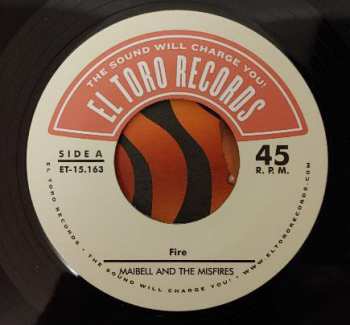 THE SOUND WILL CHARGE YOU!
EL TORO RECORDS
SIDE A
ET-15.163
45
R.P.M.
Fire
MAIBELL AND THE MISFIRES
EL TORO RECORDS · THE SOUND WILL CHARGE YOU! · WWW.ELTORORECORDS.COM